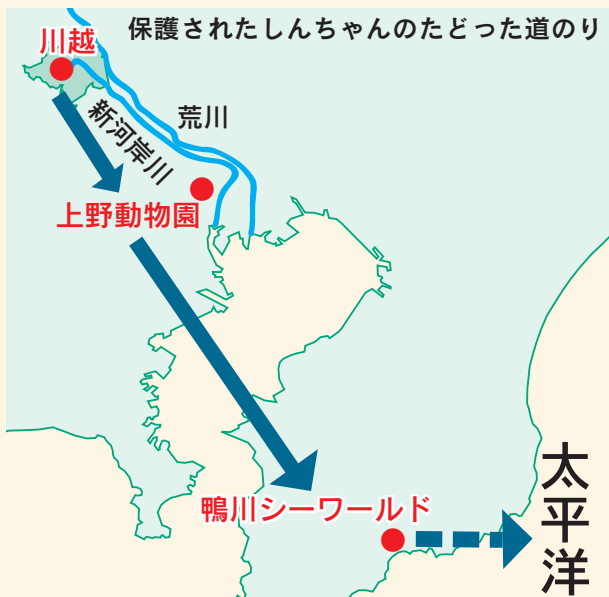 保護されたしんちゃんのたどった道のり
川越
荒川
新河岸川
上野動物園
鴨川シーワールド
太平洋